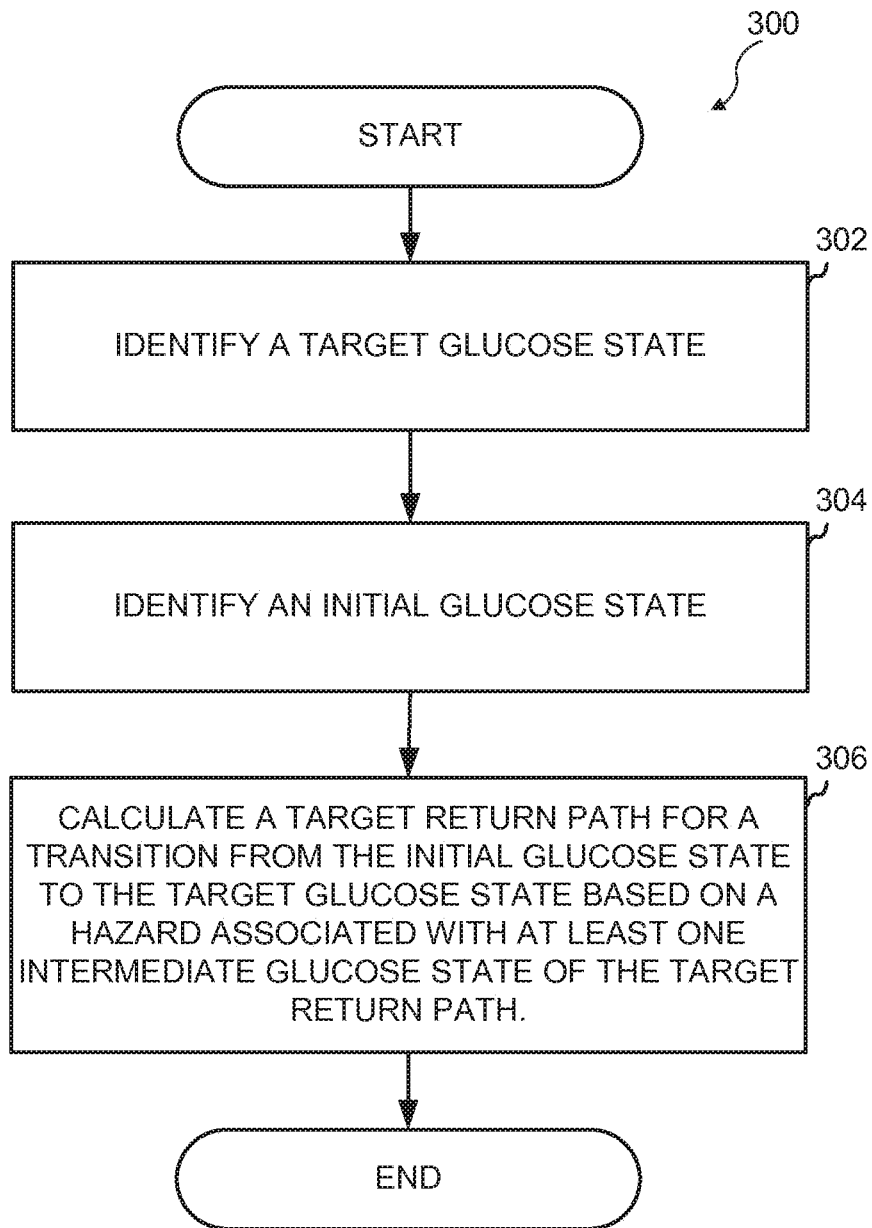 300
START
302
IDENTIFY A TARGET GLUCOSE STATE
304
IDENTIFY AN INITIAL GLUCOSE STATE
306
CALCULATE A TARGET RETURN PATH FOR A
TRANSITION FROM THE INITIAL GLUCOSE STATE
TO THE TARGET GLUCOSE STATE BASED ON A
HAZARD ASSOCIATED WITH AT LEAST ONE
INTERMEDIATE GLUCOSE STATE OF THE TARGET
RETURN PATH.
END